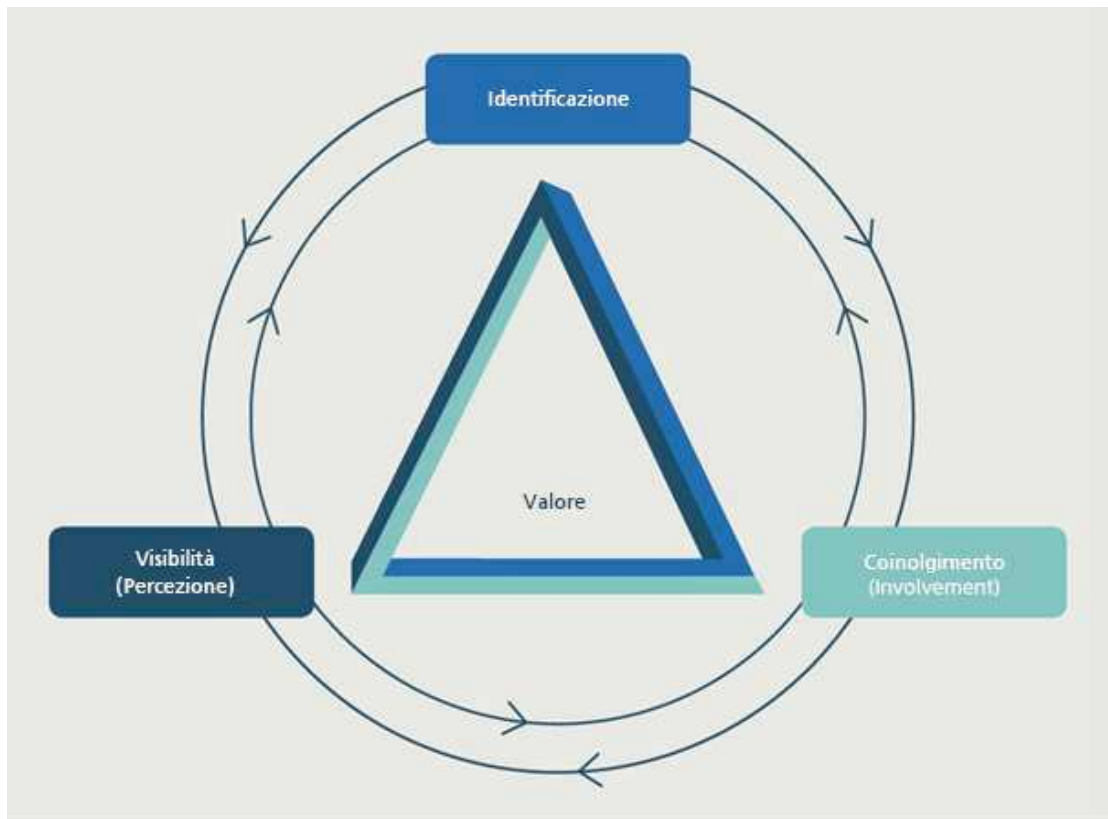 Identificazione
Valore
Visibilità
(Percezione)
Coinolgimento
(Involvement)